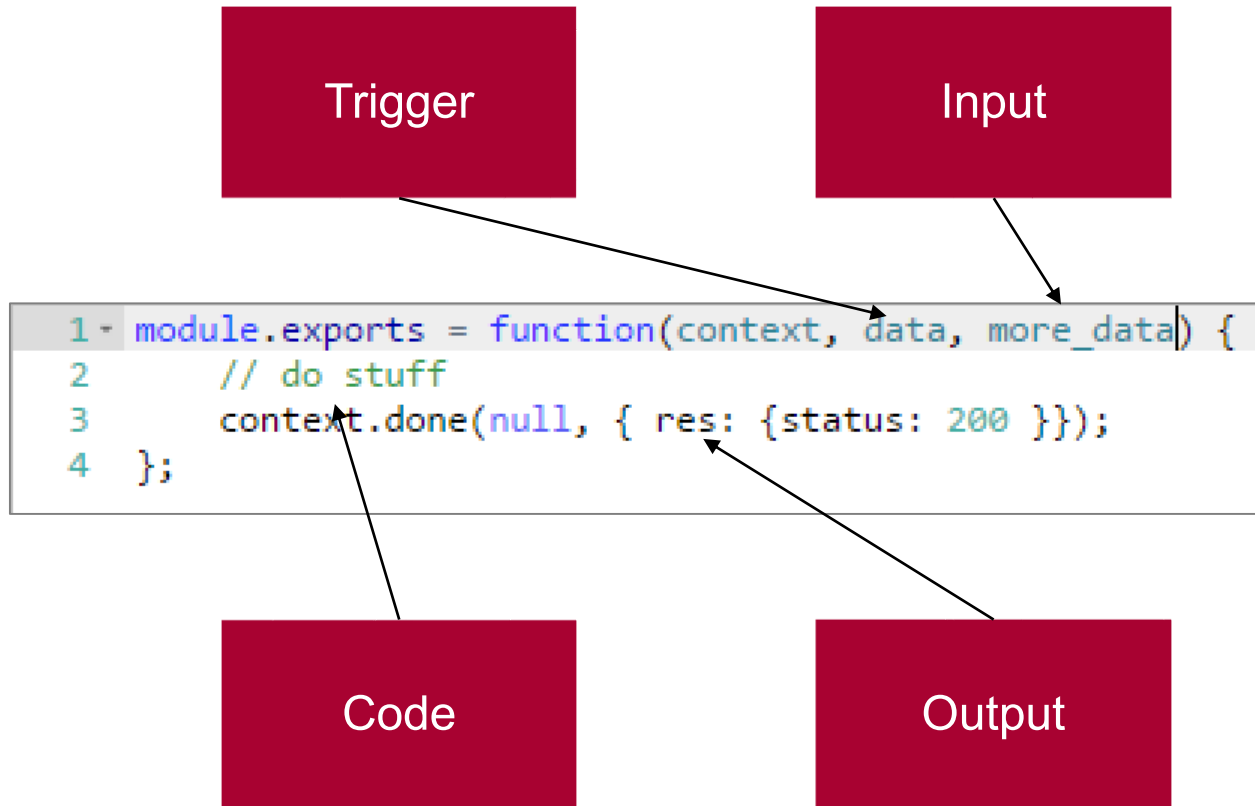 Trigger
Input
1 module.exports = function(context, data, more_data) {
2 // do stuff
3 context.done(null, { res: {status: 200 }});
4 };
Code
Output